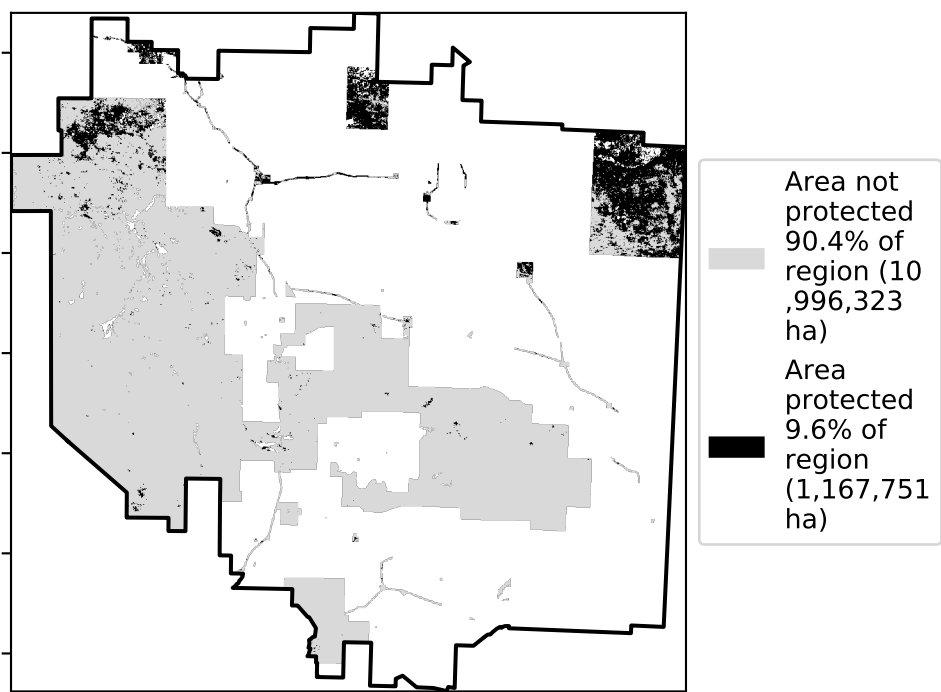 Area not
protected
90.4% of
region (10
,996,323
ha)
Area
protected
9.6% of
region
(1,167,751
ha)